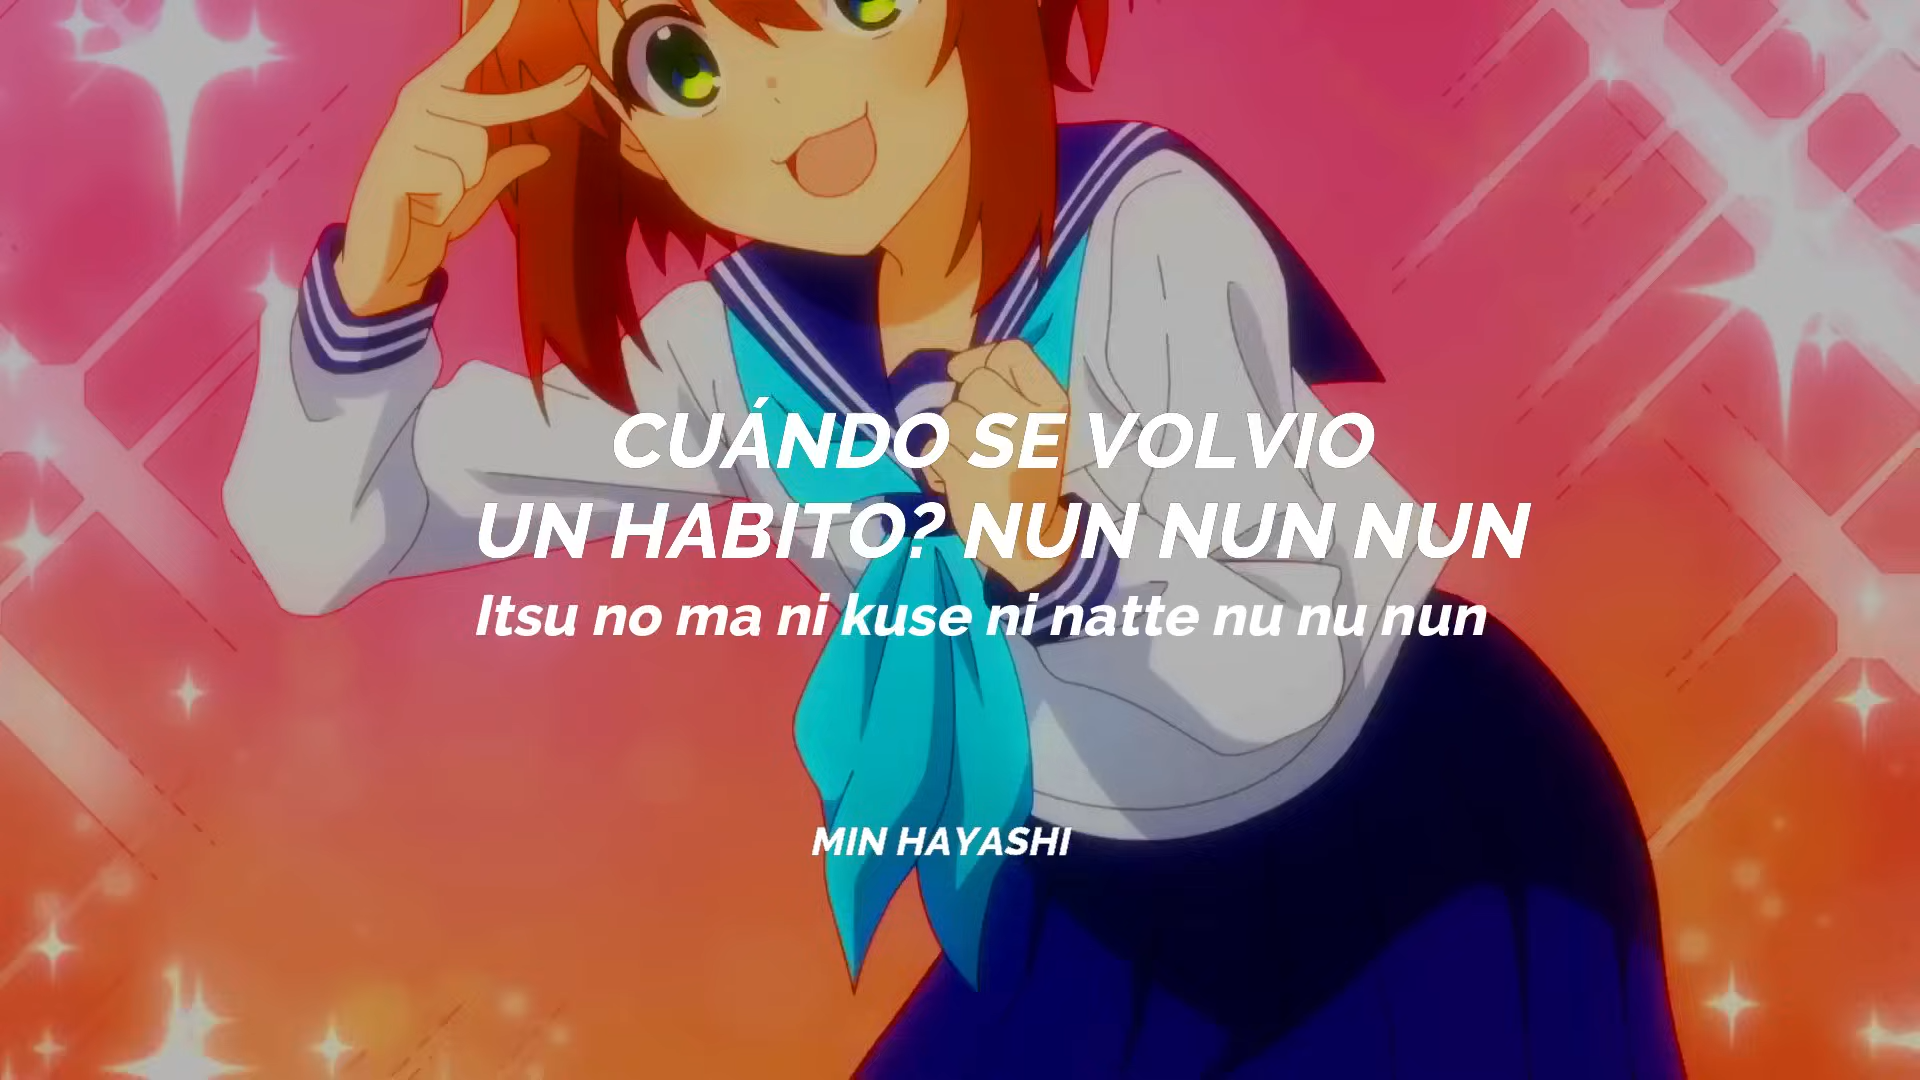 CUÁNDO SE VOLVIO
UN HABITO? NUN NUN NUN
Itsu no ma ni kuse ni natte nu nu nun
MIN HAYASHI